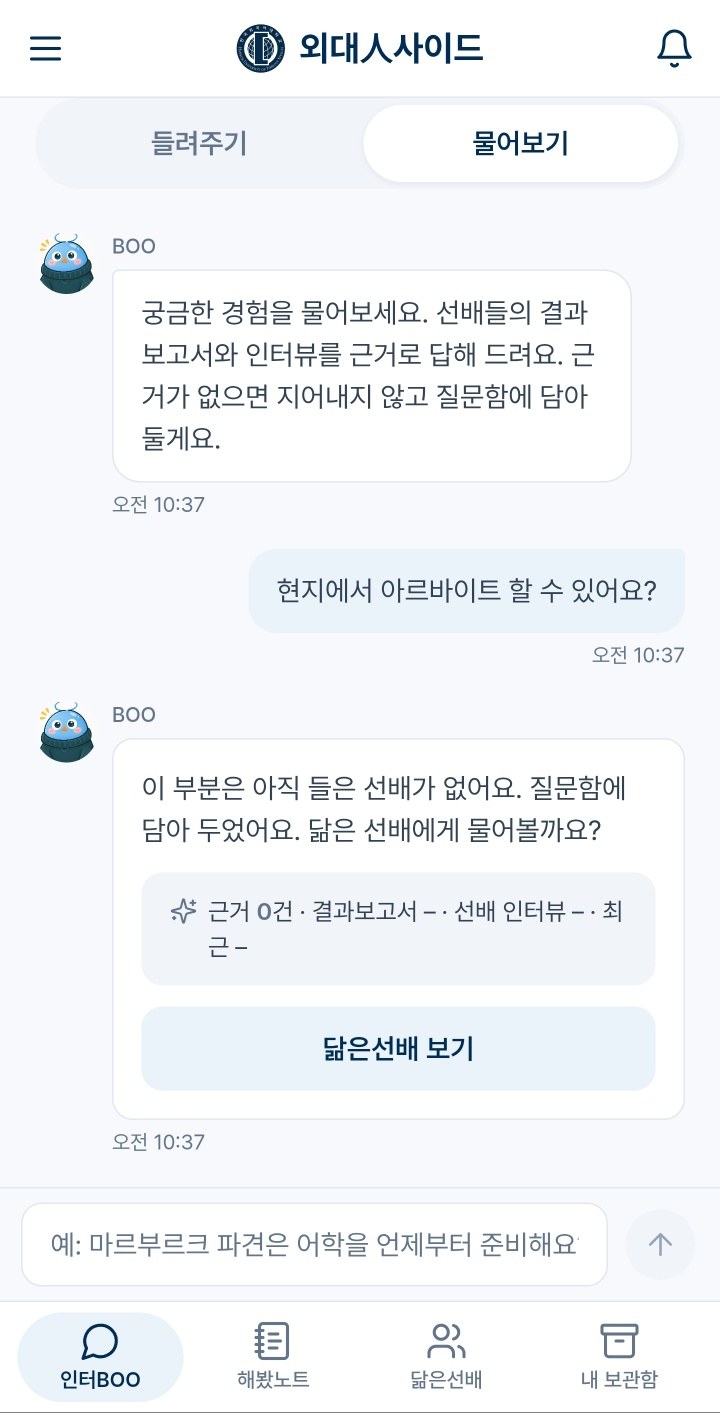 외대人사이드
들려주기
물어보기
BOO
궁금한 경험을 물어보세요. 선배들의 결과
보고서와 인터뷰를 근거로 답해 드려요. 근
거가 없으면 지어내지 않고 질문함에 담아
둘게요.
오전 10:37
현지에서 아르바이트 할 수 있어요?
오전 10:37
BOO
이 부분은 아직 들은 선배가 없어요. 질문함에
담아 두었어요. 닮은 선배에게 물어볼까요?
근거 0건 · 결과보고서 – · 선배 인터뷰 – · 최
근 –
닮은선배 보기
오전 10:37
예: 마르부르크 파견은 어학을 언제부터 준비해요
인터BOO
해봤노트
닮은선배
내 보관함